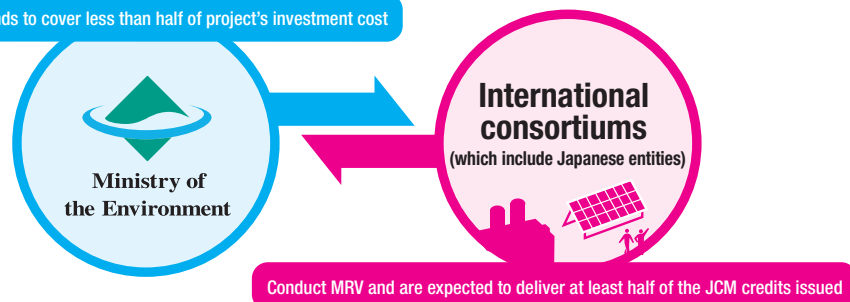 to cover less than half of project's investment cost
International
consortiums
(which include Japanese entities)
Ministry of
the Environment
Conduct MRV and are expected to deliver at least half of the JCM credits issued